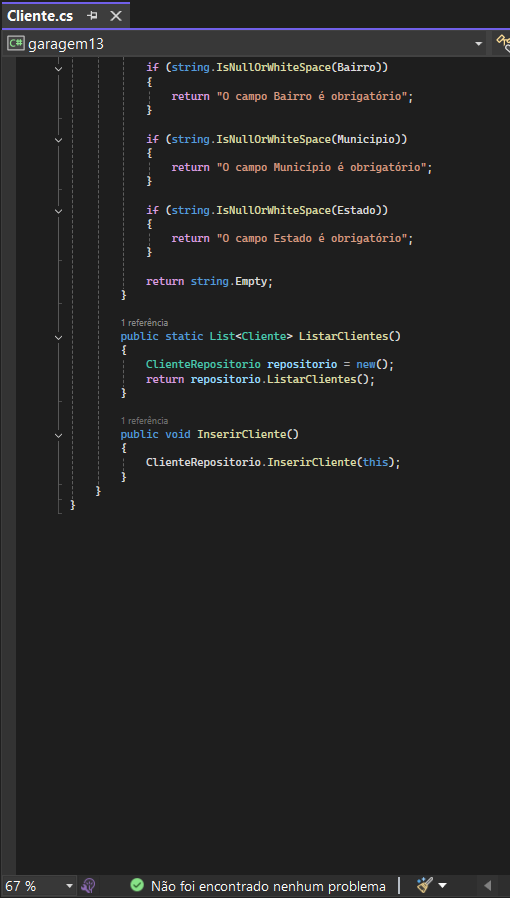 Cliente.cs
C# garagem13
if (string.IsNullOrWhiteSpace(Bairro))
{
return "O campo Bairro é obrigatório";
}
if (string.IsNullOrWhiteSpace(Municipio))
{
return "O campo Município é obrigatório";
}
if (string.IsNullOrWhiteSpace(Estado))
{
return "O campo Estado é obrigatório";
}
return string.Empty;
}
1 referência
public static List<Cliente> ListarClientes()
{
ClienteRepositorio repositorio = new();
return repositorio.ListarClientes();
}
1 referência
public void InserirCliente()
{
ClienteRepositorio.InserirCliente(this);
}
}
}
67 % Não foi encontrado nenhum problema